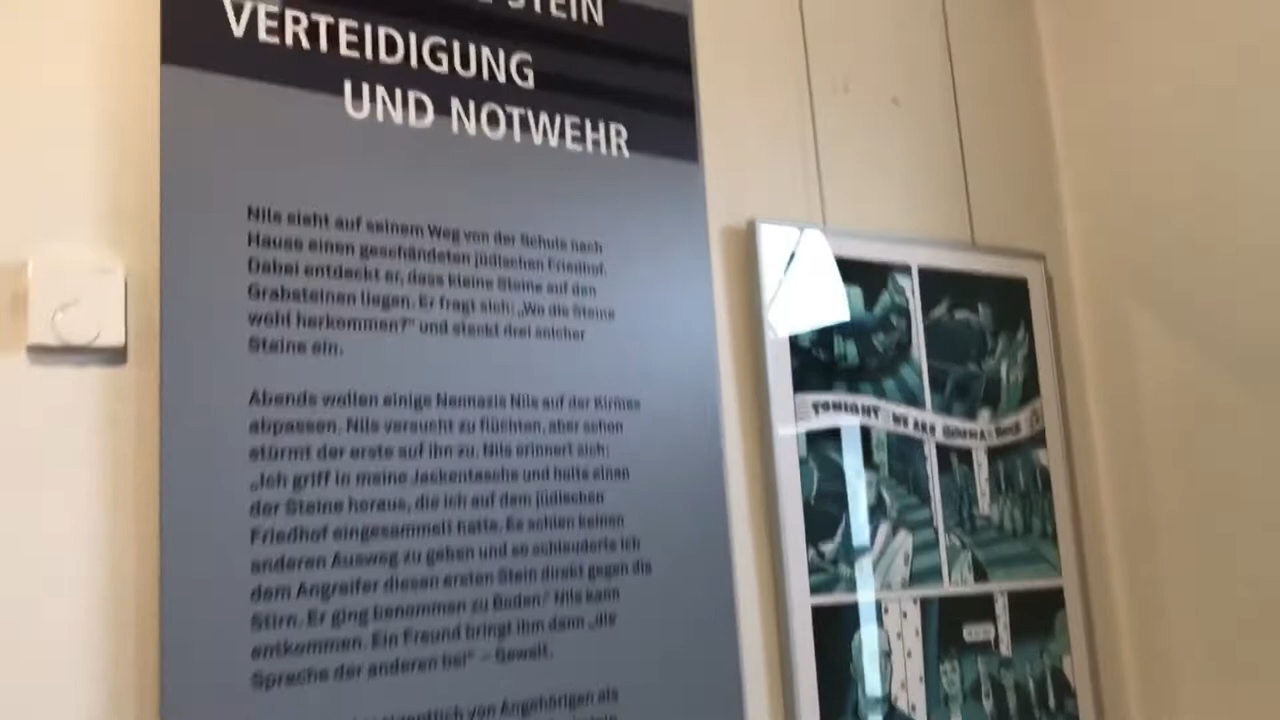 STEIN
VERTEIDIGUNG
UND NOTWEHR
Nils sieht auf seinem Weg von der Schule nach
Hause einen geschändeten jüdischen Friedhof.
Dabei entdeckt er, dass kleine Steine auf den
Grabsteinen liegen. Er fragt sich: „Wo die Steine
wohl herkommen?“ und steckt drei solcher
Steine ein.
Abends wollen einige Neonazis Nils auf der Kirmes
abpassen. Nils versucht zu flüchten, aber schon
stürmt der erste auf ihn zu. Nils erinnert sich:
„Ich griff in meine Jackentasche und holte einen
der Steine heraus, die ich auf dem jüdischen
Friedhof eingesammelt hatte. Es schien keinen
anderen Ausweg zu geben und so schleuderte ich
dem Angreifer diesen ersten Stein direkt gegen die
Stirn. Er ging benommen zu Boden.“ Nils kann
entkommen. Ein Freund bringt ihm dann „die
Sprache der anderen bei“ – Gewalt.
von Angehörigen als
TONIGHT WE ARE GONNA